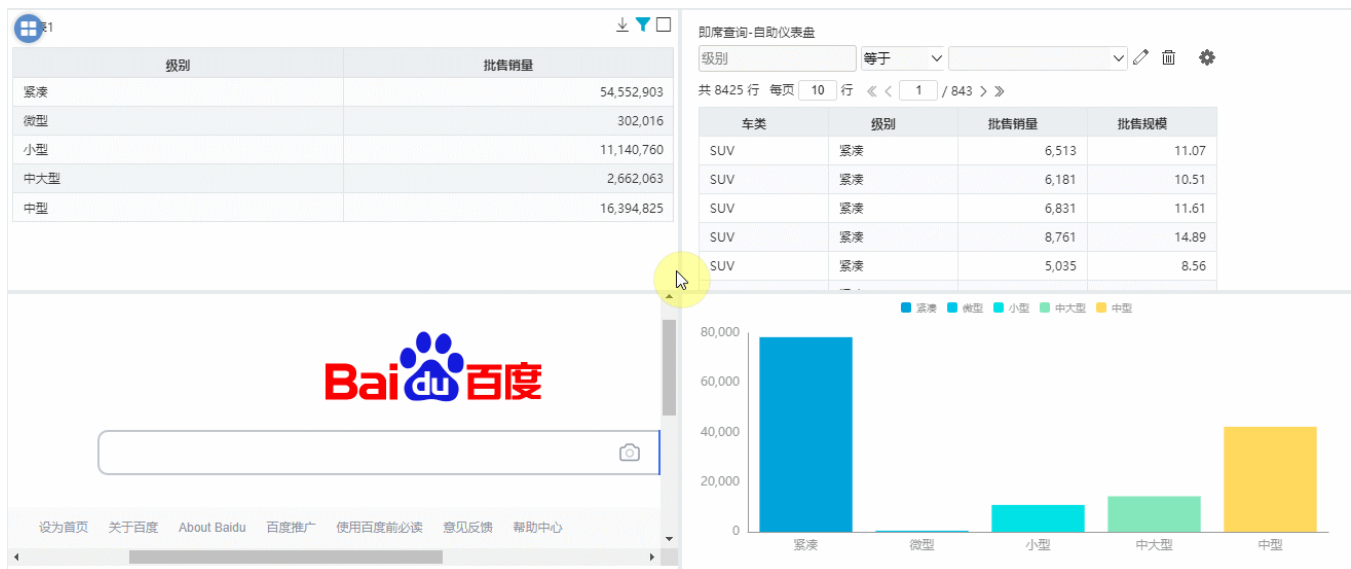 表1
级别 批售销量
紧凑 54,552,903
微型 302,016
小型 11,140,760
中大型 2,662,063
中型 16,394,825
即席查询-自助仪表盘
级别 等于
共 8425 行 每页 10 行 1 / 843
车类 级别 批售销量 批售规模
SUV 紧凑 6,513 11.07
SUV 紧凑 6,181 10.51
SUV 紧凑 6,831 11.61
SUV 紧凑 8,761 14.89
SUV 紧凑 5,035 8.56
Bai du 百度
设为首页 关于百度 About Baidu 百度推广 使用百度前必读 意见反馈 帮助中心
紧凑 微型 小型 中大型 中型
80,000
60,000
40,000
20,000
0
紧凑 微型 小型 中大型 中型